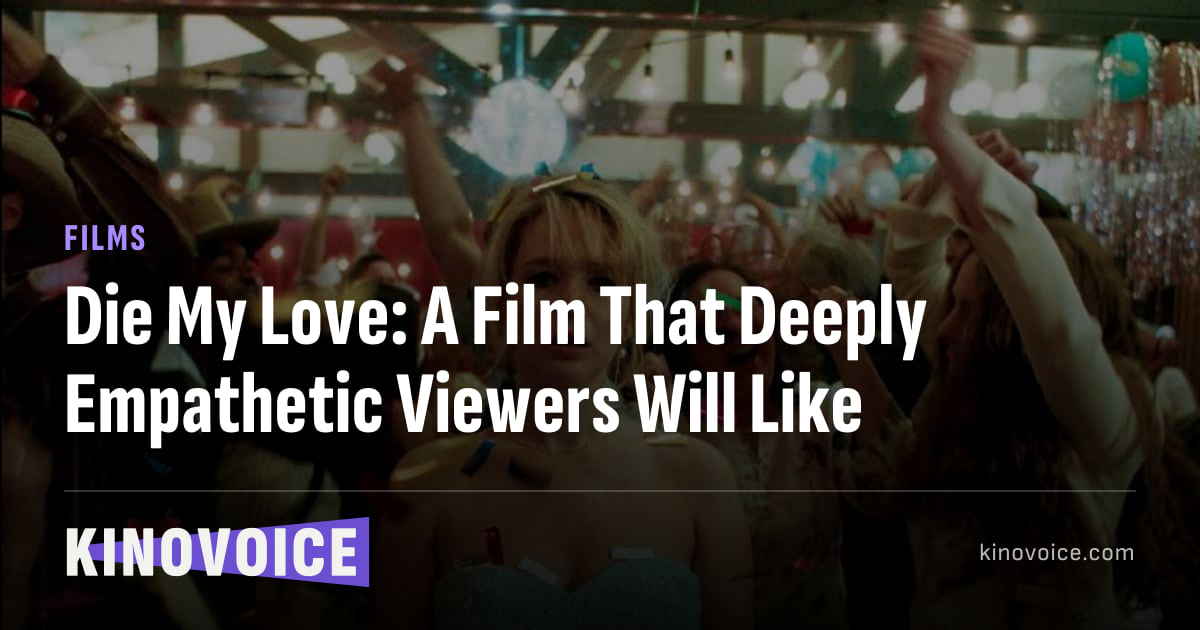 FILMS
Die My Love: A Film That Deeply
Empathetic Viewers Will Like
KINOVOICE
kinovoice.com